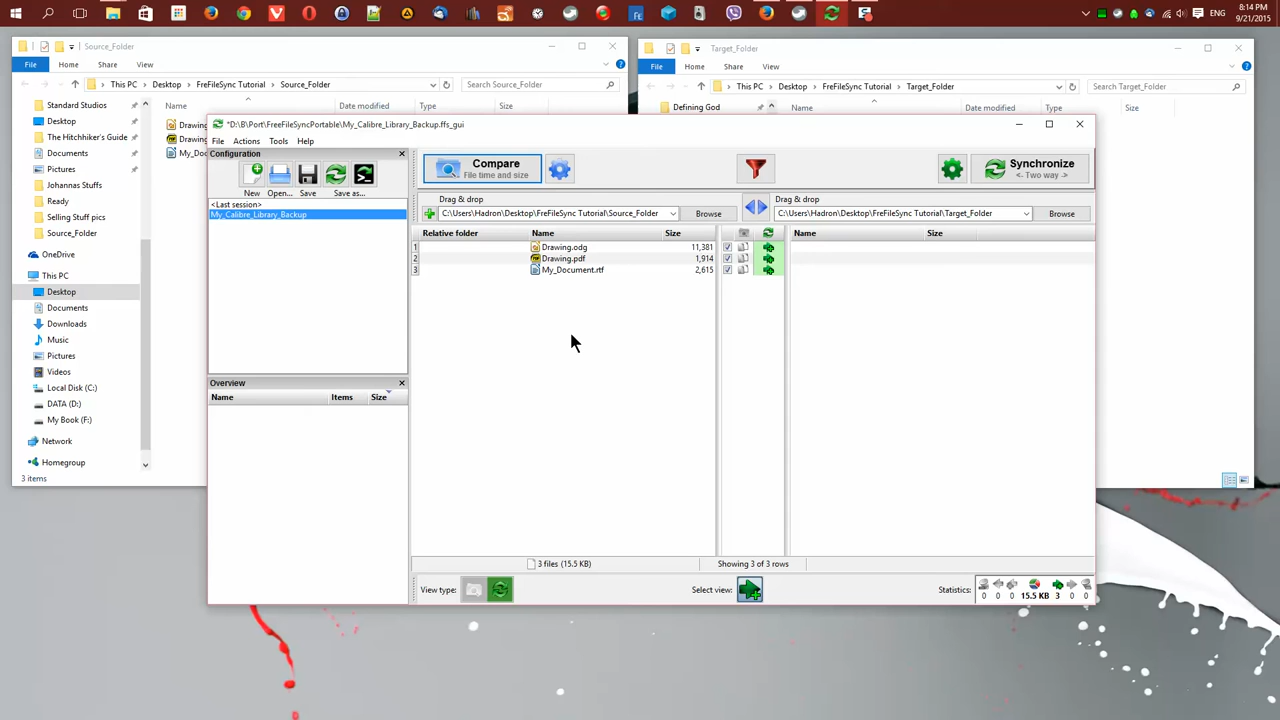 8:14 PM
ENG
9/21/2015
Source_Folder
File Home Share View
This PC Desktop FreFileSync Tutorial Source_Folder
Search Source_Folder
Name Date modified Type Size
Standard Studios
Desktop
The Hitchhiker's Guide
Documents
Pictures
Johannas Stuffs
Ready
Selling Stuff pics
Source_Folder
OneDrive
This PC
Desktop
Documents
Downloads
Music
Pictures
Videos
Local Disk (C:)
DATA (D:)
My Book (F:)
Network
Homegroup
3 items
Drawing
Drawing
My_Doc
Target_Folder
File Home Share View
This PC Desktop FreFileSync Tutorial Target_Folder
Search Target_Folder
Defining God
Name Date modified Type Size
*D:\B\Port\FreeFileSyncPortable\My_Calibre_Library_Backup.ffs_gui
File Actions Tools Help
Configuration
New Open... Save Save as...
<Last session>
My_Calibre_Library_Backup
Overview
Name Items Size
Compare
File time and size
Synchronize
<- Two way ->
Drag & drop
C:\Users\Hadron\Desktop\FreFileSync Tutorial\Source_Folder
Browse
Drag & drop
C:\Users\Hadron\Desktop\FreFileSync Tutorial\Target_Folder
Browse
Relative folder Name Size
Name Size
1 Drawing.odg 11,381
2 Drawing.pdf 1,914
3 My_Document.rtf 2,615
3 files (15.5 KB)
Showing 3 of 3 rows
View type:
Select view:
Statistics:
0 0 0 15.5 KB 3 0 0